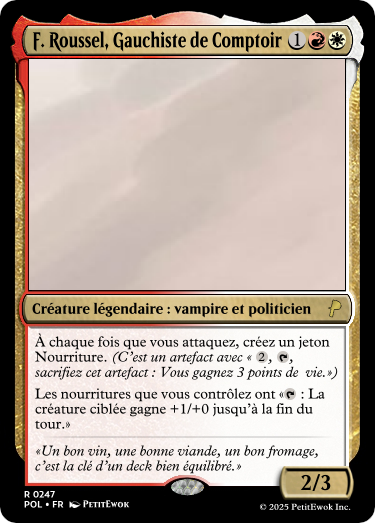 F. Roussel, Gauchiste de Comptoir 1
Créature légendaire : vampire et politicien
À chaque fois que vous attaquez, créez un jeton
Nourriture. (C'est un artefact avec « 2, ,
sacrifiez cet artefact : Vous gagnez 3 points de vie.»)
Les nourritures que vous contrôlez ont « : La
créature ciblée gagne +1/+0 jusqu'à la fin du
tour.»
«Un bon vin, une bonne viande, un bon fromage,
c'est la clé d'un deck bien équilibré.»
2/3
R 0247
POL • FR PetitEwok
© 2025 PetitEwok Inc.